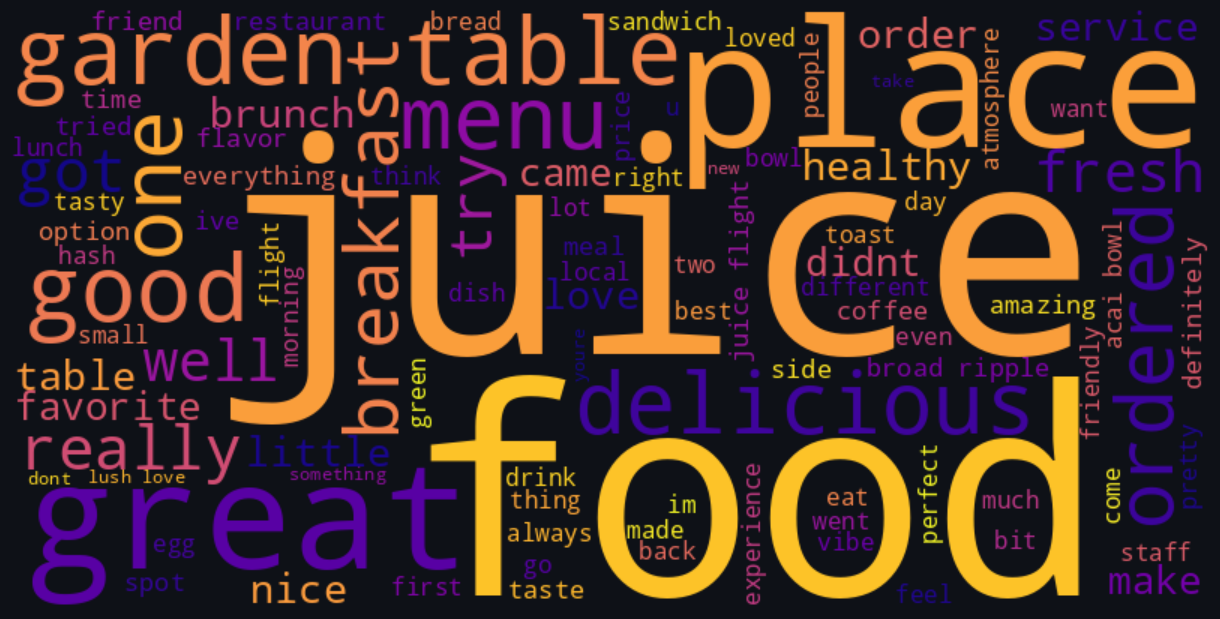 friend
restaurant
bread
sandwich
loved
people
place
order
service
garden table
atmosphere
take
time
brunch
breakfast
menu
price
u
want
tried
flavor
one
lunch
got
everything
think
try
came
right
new
bowl
healthy
fresh
tasty
ive
juice
lot
juice flight
day
option
hash
flight
morning
meal
local
two
toast
didnt
different
acai bowl
ordered
definitely
good
dish
love
best
coffee
amazing
small
even
well
youre
friendly
table
green
side
broad ripple
favorite
delicious
really
little
food
pretty
dont
lush love
something
drink
great
thing
im
experience
eat
perfect
much
come
always
made
went
egg
back
vibe
bit
staff
spot
nice
first
go
taste
feel
make